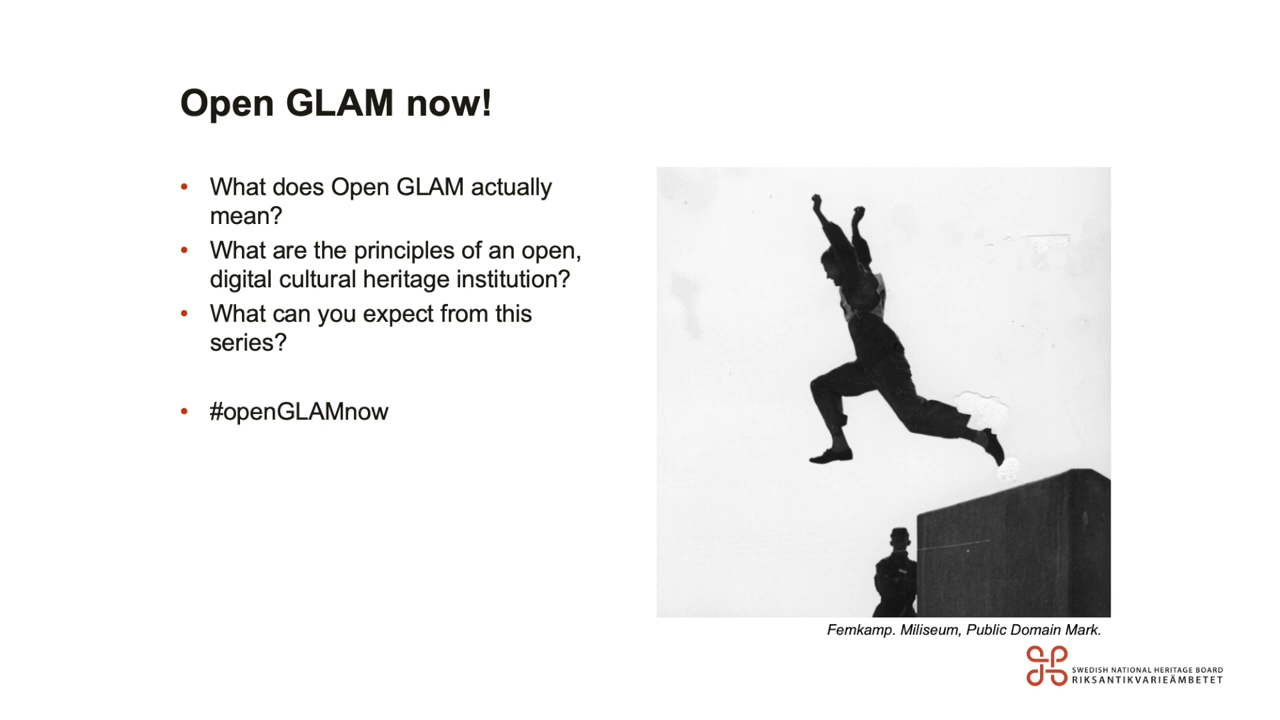 Open GLAM now!
• What does Open GLAM actually
mean?
• What are the principles of an open,
digital cultural heritage institution?
• What can you expect from this
series?
• #openGLAMnow
Femkamp. Miliseum, Public Domain Mark.
SWEDISH NATIONAL HERITAGE BOARD
RIKSANTIKVARIEÄMBETET